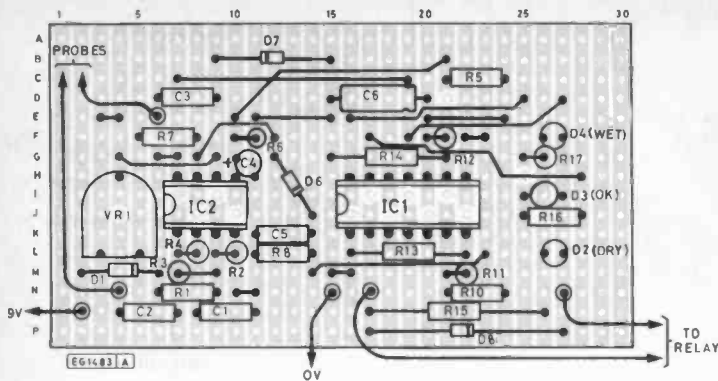 1 5 10 15 20 25 30
A
B
C
D
E
F
G
H
I
J
K
L
M
N
O
P
PROBES
D7
R5
C3
C6
R7
R6
R12
D4(WET)
R17
C4
R14
D6
D3(OK)
VR1
IC2
IC1
R16
C5
R4
R8
R13
D2(DRY)
R3
R2
D1
R11
R1
R10
9V
C2
C1
R15
D8
TO
RELAY
EG1483 A
0V